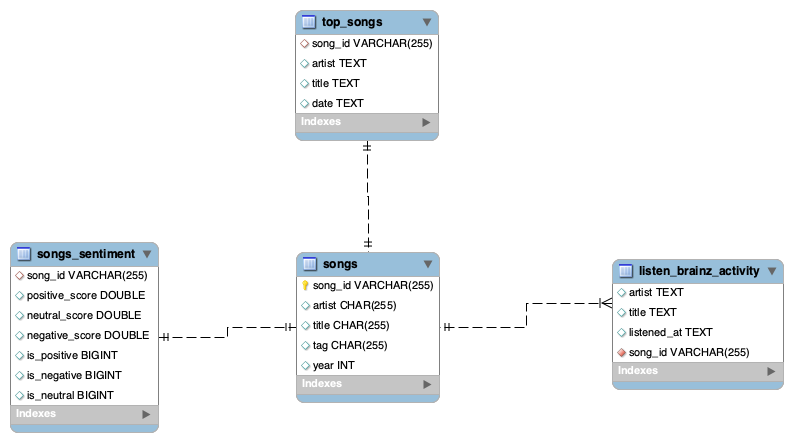 top_songs
song_id VARCHAR(255)
artist TEXT
title TEXT
date TEXT
Indexes
songs_sentiment
song_id VARCHAR(255)
positive_score DOUBLE
neutral_score DOUBLE
negative_score DOUBLE
is_positive BIGINT
is_negative BIGINT
is_neutral BIGINT
Indexes
songs
song_id VARCHAR(255)
artist CHAR(255)
title CHAR(255)
tag CHAR(255)
year INT
Indexes
listen_brainz_activity
artist TEXT
title TEXT
listened_at TEXT
song_id VARCHAR(255)
Indexes